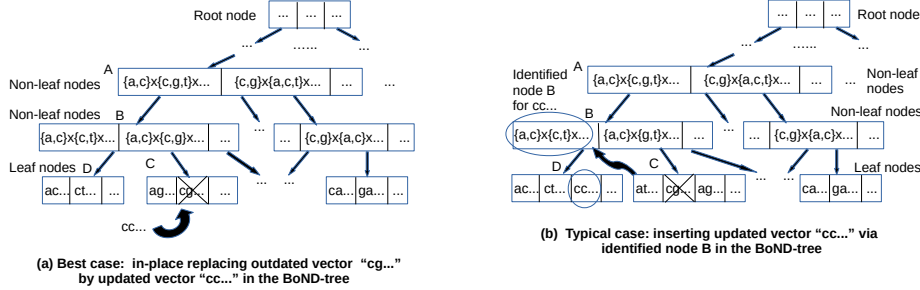 ... ... ...
Root node
... ...... ...
A
Non-leaf nodes
{a,c}x{c,g,t}x... {c,g}x{a,c,t}x... ... ...
B
Non-leaf nodes
{a,c}x{c,t}x... {a,c}x{c,g}x... ... ... ... {c,g}x{a,c}x... ...
Leaf nodes D C
... ...
ac... ct... ... ag... cg... ... ca... ga... ...
cc...
(a) Best case: in-place replacing outdated vector “cg...”
by updated vector “cc...” in the BoND-tree
... ... ...
Root node
... ...... ...
Identified
node B
for cc...
A
{a,c}x{c,g,t}x... {c,g}x{a,c,t}x... ... ...
Non-leaf
nodes
B
Non-leaf nodes
{a,c}x{c,t}x... {a,c}x{g,t}x... ... ... ... {c,g}x{a,c}x... ...
D C
Leaf nodes
... ...
ac... ct... cc... ... at... cg... ag... ... ca... ga... ...
(b) Typical case: inserting updated vector “cc...” via
identified node B in the BoND-tree